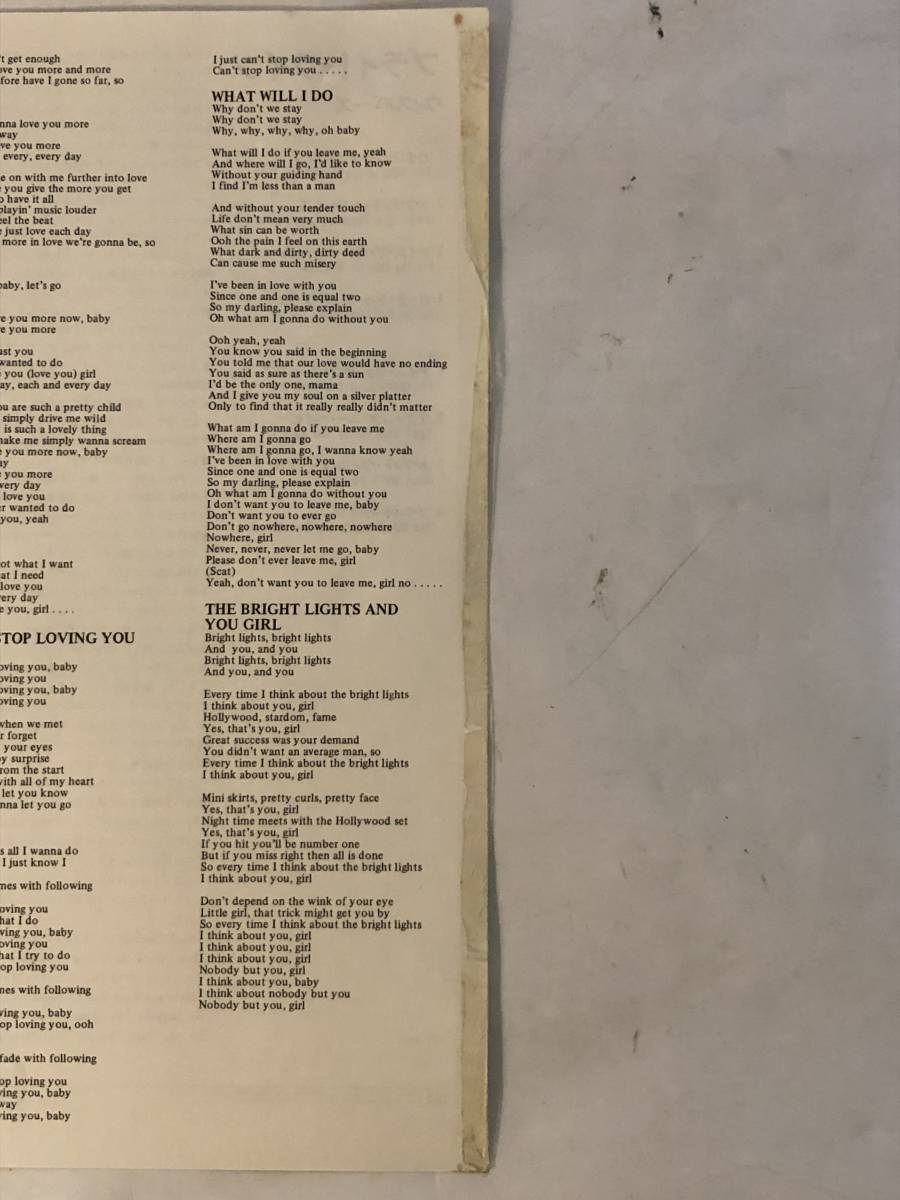 't get enough
ove you more and more
fore have I gone so far, so
nna love you more
way
ve you more
every, every day
e on with me further into love
you give the more you get
o have it all
playin' music louder
eel the beat
just love each day
more in love we're gonna be, so
baby, let's go
e you more now, baby
e you more
ust you
wanted to do
you (love you) girl
ay, each and every day
ou are such a pretty child
simply drive me wild
is such a lovely thing
make me simply wanna scream
e you more now, baby
ay
you more
very day
love you
er wanted to do
you, yeah
ot what I want
at I need
love you
ery day
e you, girl . . . .
STOP LOVING YOU
oving you, baby
oving you
oving you, baby
oving you
when we met
r forget
your eyes
y surprise
rom the start
with all of my heart
let you know
nna let you go
s all I wanna do
I just know I
mes with following
oving you
hat I do
ving you, baby
oving you
hat I try to do
op loving you
mes with following
ving you, baby
op loving you, ooh
fade with following
op loving you
ving you, baby
way
ving you, baby
I just can't stop loving you
Can't stop loving you . . . . .
WHAT WILL I DO
Why don't we stay
Why don't we stay
Why, why, why, why, oh baby
What will I do if you leave me, yeah
And where will I go, I'd like to know
Without your guiding hand
I find I'm less than a man
And without your tender touch
Life don't mean very much
What sin can be worth
Ooh the pain I feel on this earth
What dark and dirty, dirty deed
Can cause me such misery
I've been in love with you
Since one and one is equal two
So my darling, please explain
Oh what am I gonna do without you
Ooh yeah, yeah
You know you said in the beginning
You told me that our love would have no ending
You said as sure as there's a sun
I'd be the only one, mama
And I give you my soul on a silver platter
Only to find that it really really didn't matter
What am I gonna do if you leave me
Where am I gonna go
Where am I gonna go, I wanna know yeah
I've been in love with you
Since one and one is equal two
So my darling, please explain
Oh what am I gonna do without you
I don't want you to leave me, baby
Don't want you to ever go
Don't go nowhere, nowhere, nowhere
Nowhere, girl
Never, never, never let me go, baby
Please don't ever leave me, girl
(Scat)
Yeah, don't want you to leave me, girl no . . . . .
THE BRIGHT LIGHTS AND
YOU GIRL
Bright lights, bright lights
And you, and you
Bright lights, bright lights
And you, and you
Every time I think about the bright lights
I think about you, girl
Hollywood, stardom, fame
Yes, that's you, girl
Great success was your demand
You didn't want an average man, so
Every time I think about the bright lights
I think about you, girl
Mini skirts, pretty curls, pretty face
Yes, that's you, girl
Night time meets with the Hollywood set
Yes, that's you, girl
If you hit you'll be number one
But if you miss right then all is done
So every time I think about the bright lights
I think about you, girl
Don't depend on the wink of your eye
Little girl, that trick might get you by
So every time I think about the bright lights
I think about you, girl
I think about you, girl
I think about you, girl
Nobody but you, girl
I think about you, baby
I think about nobody but you
Nobody but you, girl